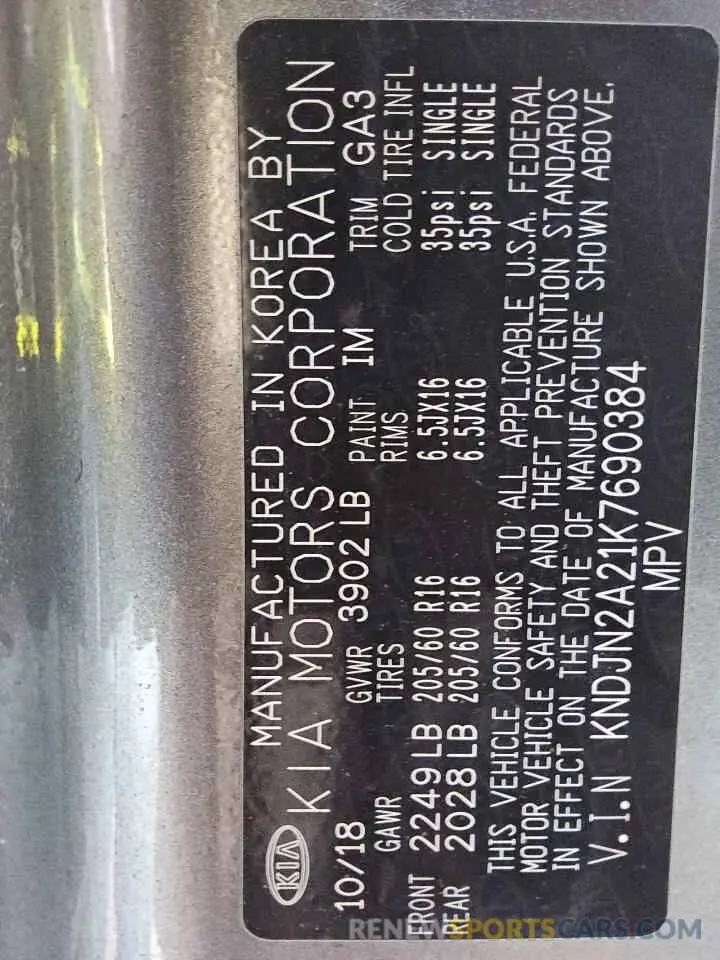 MANUFACTURED IN KOREA BY
KIA KIA MOTORS CORPORATION
10/18 GVWR 3902 LB PAINT IM TRIM GA3
GAWR TIRES RIMS COLD TIRE INFL
FRONT 2249 LB 205/60 R16 6.5JX16 35psi SINGLE
REAR 2028 LB 205/60 R16 6.5JX16 35psi SINGLE
THIS VEHICLE CONFORMS TO ALL APPLICABLE U.S.A. FEDERAL
MOTOR VEHICLE SAFETY AND THEFT PREVENTION STANDARDS
IN EFFECT ON THE DATE OF MANUFACTURE SHOWN ABOVE.
V.I.N KNDJN2A21K7690384
MPV
RENEWSPORTSCARS.COM